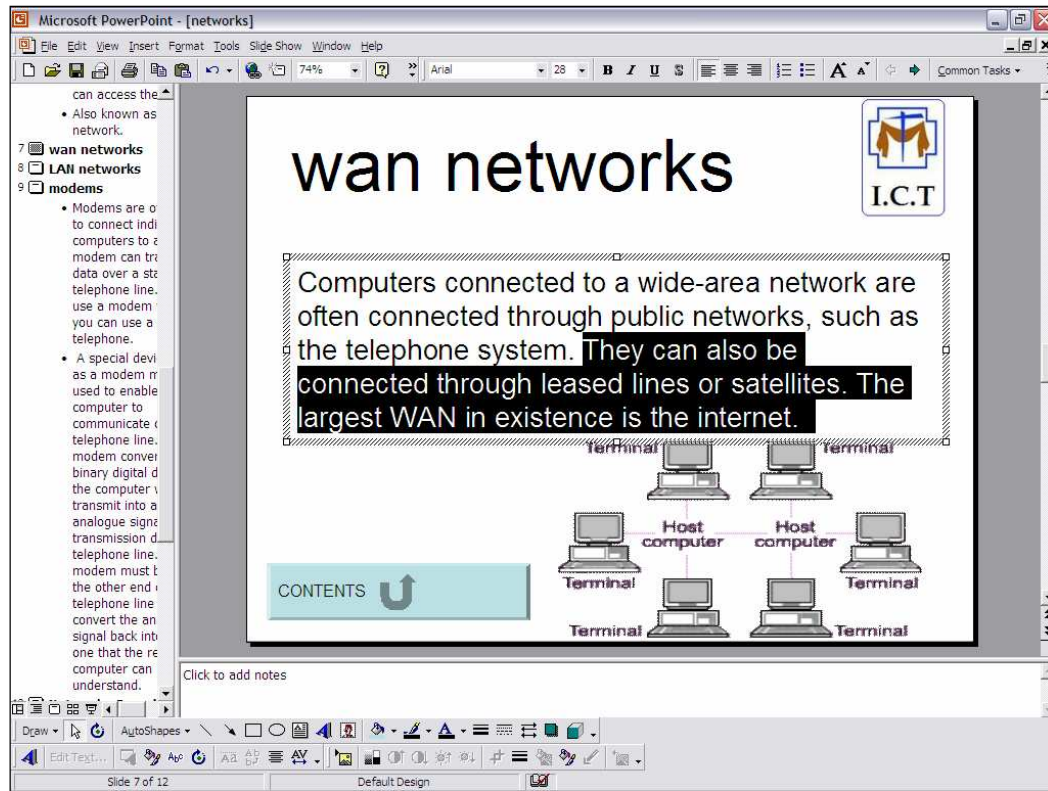 Microsoft PowerPoint - [networks]
File Edit View Insert Format Tools Slide Show Window Help
74% Arial 28 B I U S A A Common Tasks
can access the
• Also known as
network.
7 wan networks
8 LAN networks
9 modems
• Modems are
to connect indi
computers to a
modem can tra
data over a sta
telephone line.
use a modem
you can use a
telephone.
• A special devi
as a modem m
used to enable
computer to
communicate
telephone line.
modem conver
binary digital d
the computer
transmit into a
analogue signa
transmission d
telephone line.
modem must b
the other end
telephone line
convert the an
signal back into
one that the re
computer can
understand.
wan networks
I.C.T
Computers connected to a wide-area network are
often connected through public networks, such as
the telephone system. They can also be
connected through leased lines or satellites. The
largest WAN in existence is the internet.
Terminal Terminal
Host Host
computer computer
Terminal Terminal
Terminal Terminal
CONTENTS
Click to add notes
Draw AutoShapes A
Edit Text... Abc Aa AV
Slide 7 of 12 Default Design